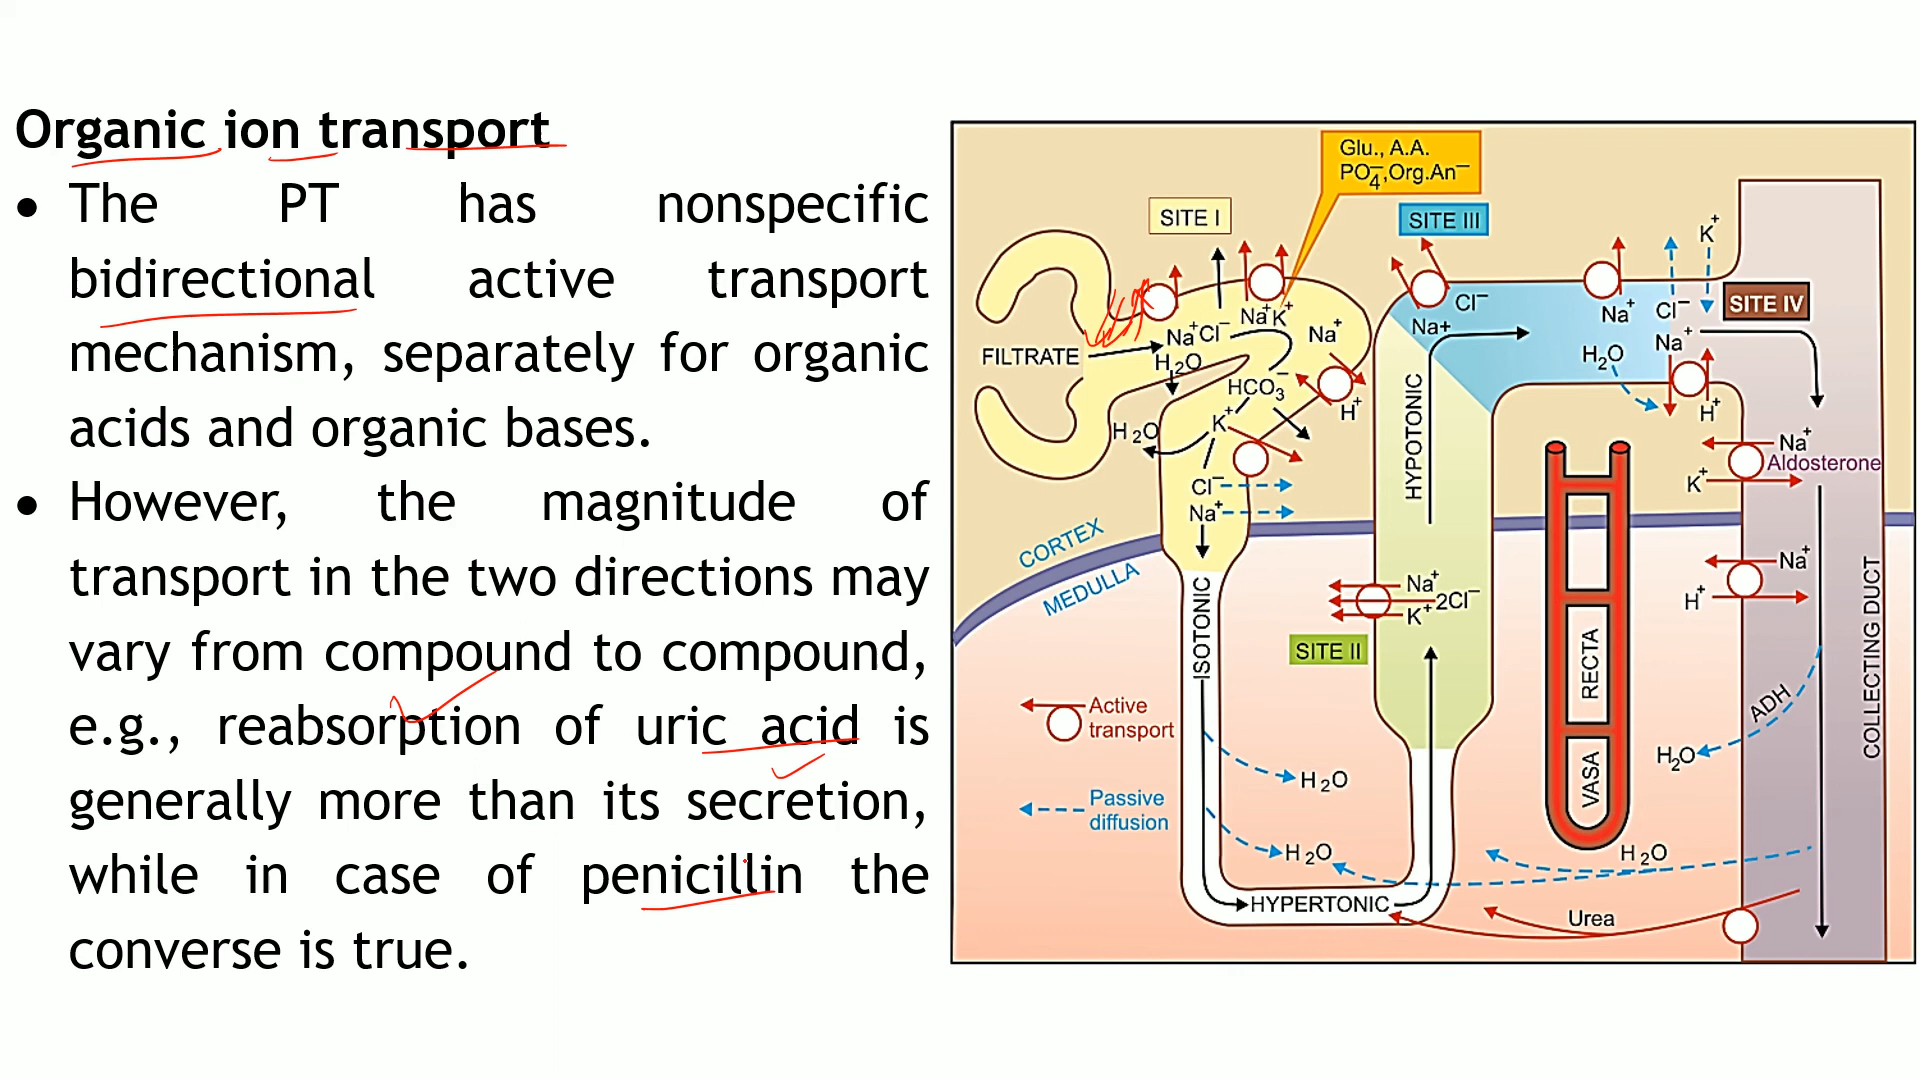 Organic ion transport
• The PT has nonspecific
bidirectional active transport
mechanism, separately for organic
acids and organic bases.
• However, the magnitude of
transport in the two directions may
vary from compound to compound,
e.g., reabsorption of uric acid is
generally more than its secretion,
while in case of penicillin the
converse is true.
Glu., A.A.
PO₄⁻,Org.An⁻
SITE I
SITE III
SITE IV
K⁺
Cl⁻
Na+
Na⁺
Cl⁻
Na⁺
H₂O
H⁺
FILTRATE
Na⁺Cl⁻
Na⁺K⁺
Na⁺
H₂O
HCO₃⁻
H⁺
K⁺
H₂O
Cl⁻
Na⁺
HYPOTONIC
Na⁺
Aldosterone
K⁺
CORTEX
MEDULLA
ISOTONIC
Na⁺
2Cl⁻
K⁺
SITE II
Na⁺
H⁺
COLLECTING DUCT
VASA RECTA
ADH
H₂O
Active
transport
Passive
diffusion
H₂O
H₂O
H₂O
HYPERTONIC
Urea